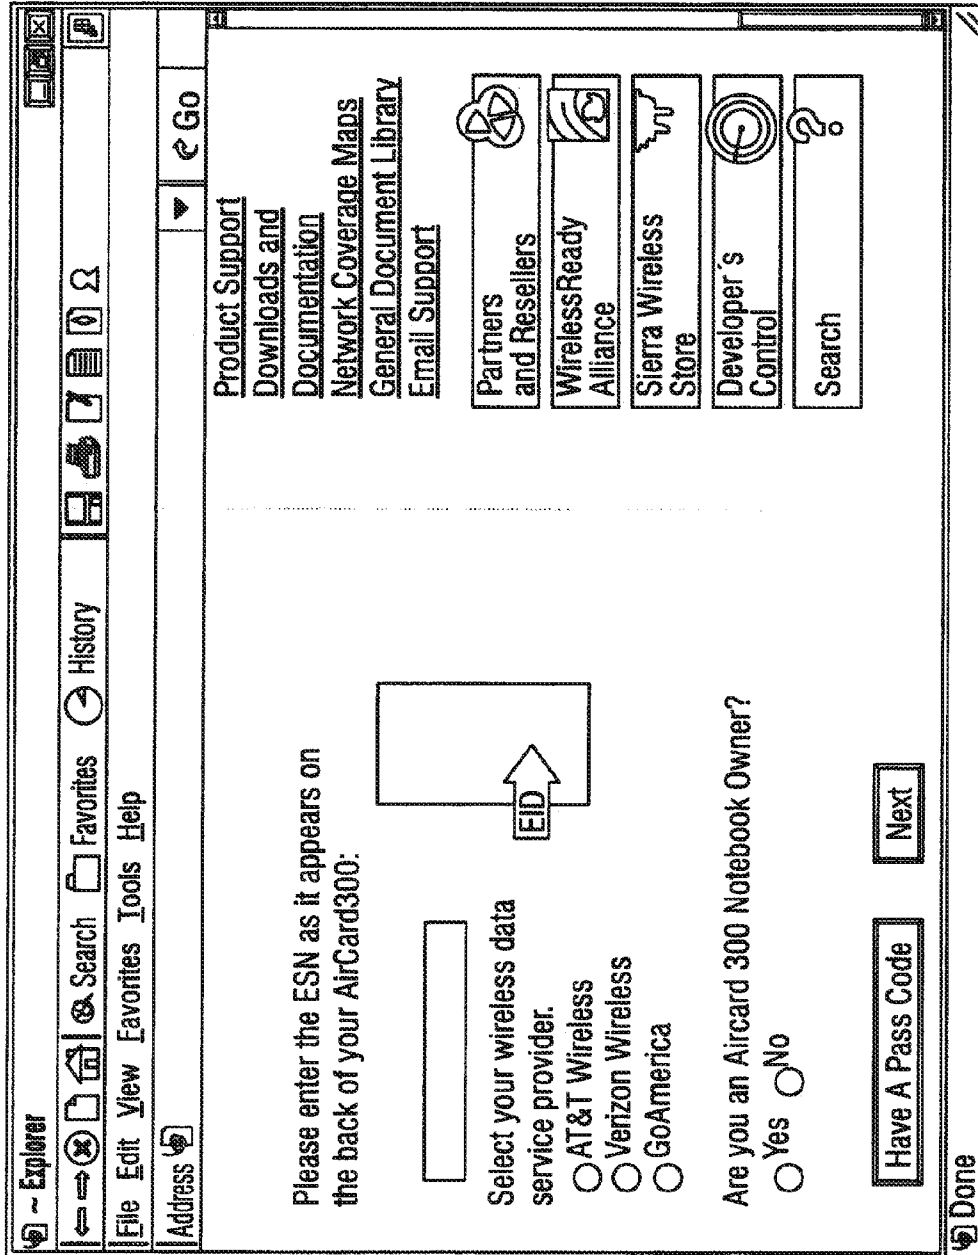 ~ Explorer
Search Favorites History
File Edit View Favorites Tools Help
Address Go
Please enter the ESN as it appears on
the back of your AirCard300:
EID
Select your wireless data
service provider.
AT&T Wireless
Verizon Wireless
GoAmerica
Are you an Aircard 300 Notebook Owner?
Yes No
Have A Pass Code Next
Product Support
Downloads and
Documentation
Network Coverage Maps
General Document Library
Email Support
Partners
and Resellers
WirelessReady
Alliance
Sierra Wireless
Store
Developer´s
Control
Search
Done